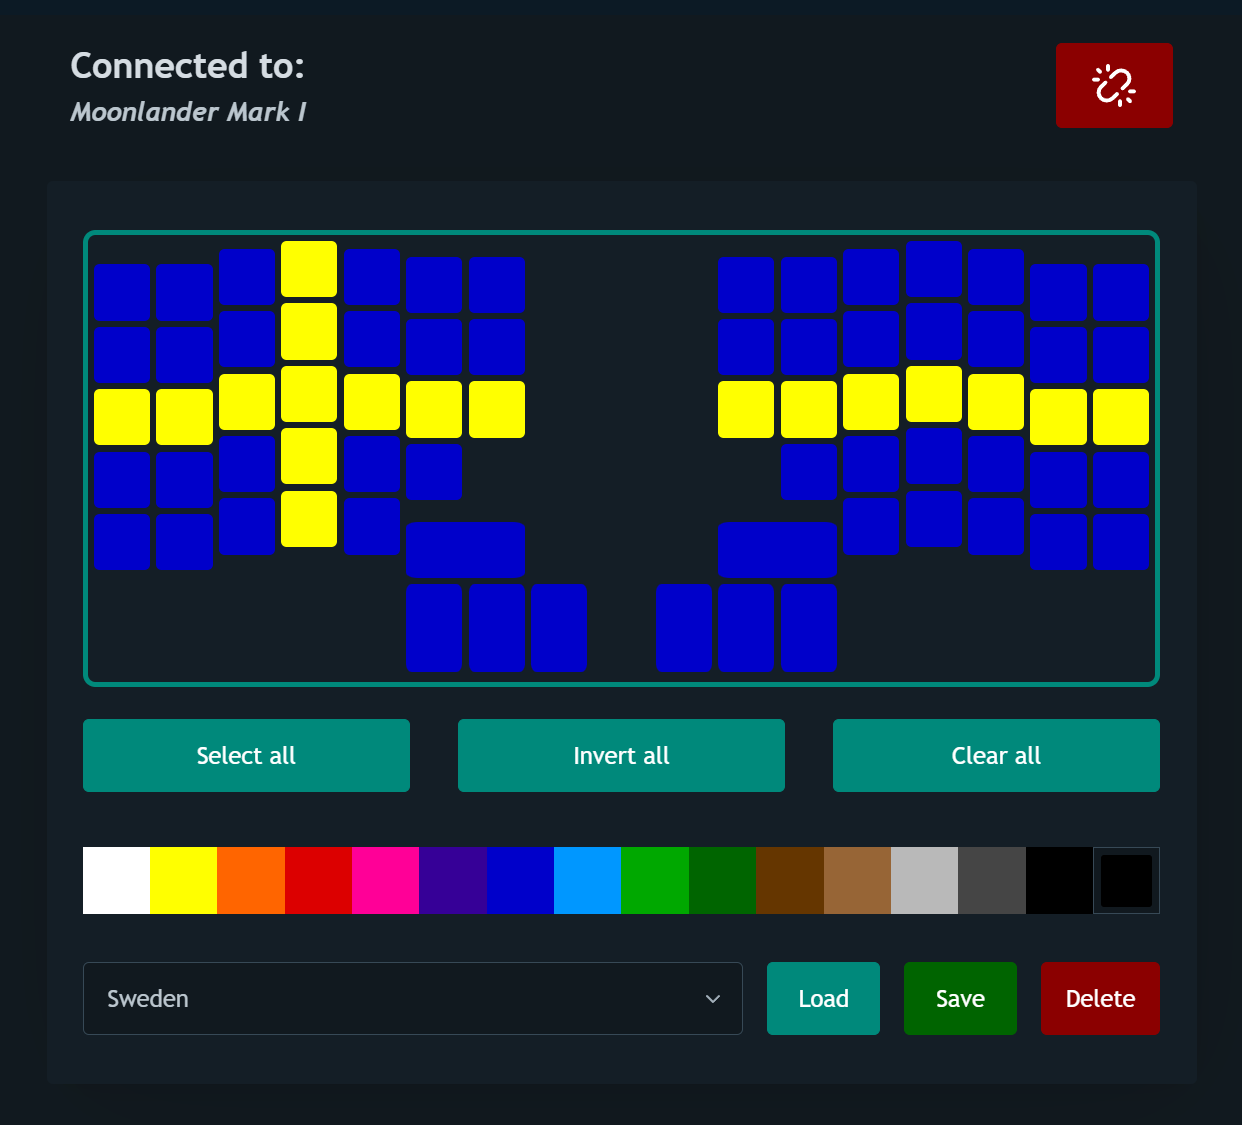 Connected to:
Moonlander Mark I
Select all
Invert all
Clear all
Sweden
Load
Save
Delete